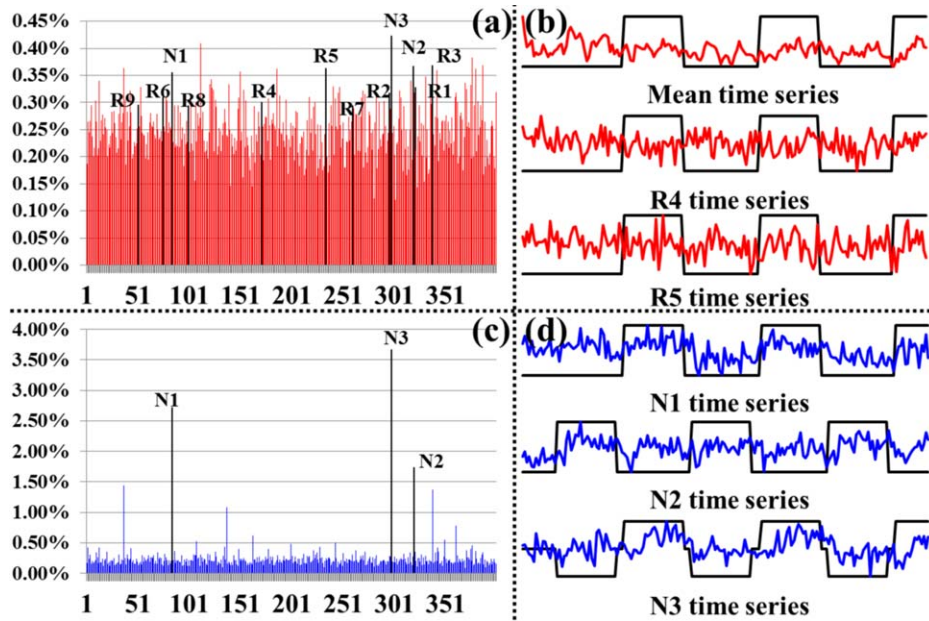 0.45%
0.40%
0.35%
0.30%
0.25%
0.20%
0.15%
0.10%
0.05%
0.00%
(a)
N3
N1
R5
N2
R3
R9
R6
R8
R4
R7
R2
R1
1 51 101 151 201 251 301 351
(b)
Mean time series
R4 time series
R5 time series
4.00%
3.50%
3.00%
2.50%
2.00%
1.50%
1.00%
0.50%
0.00%
(c)
N3
N1
N2
1 51 101 151 201 251 301 351
(d)
N1 time series
N2 time series
N3 time series